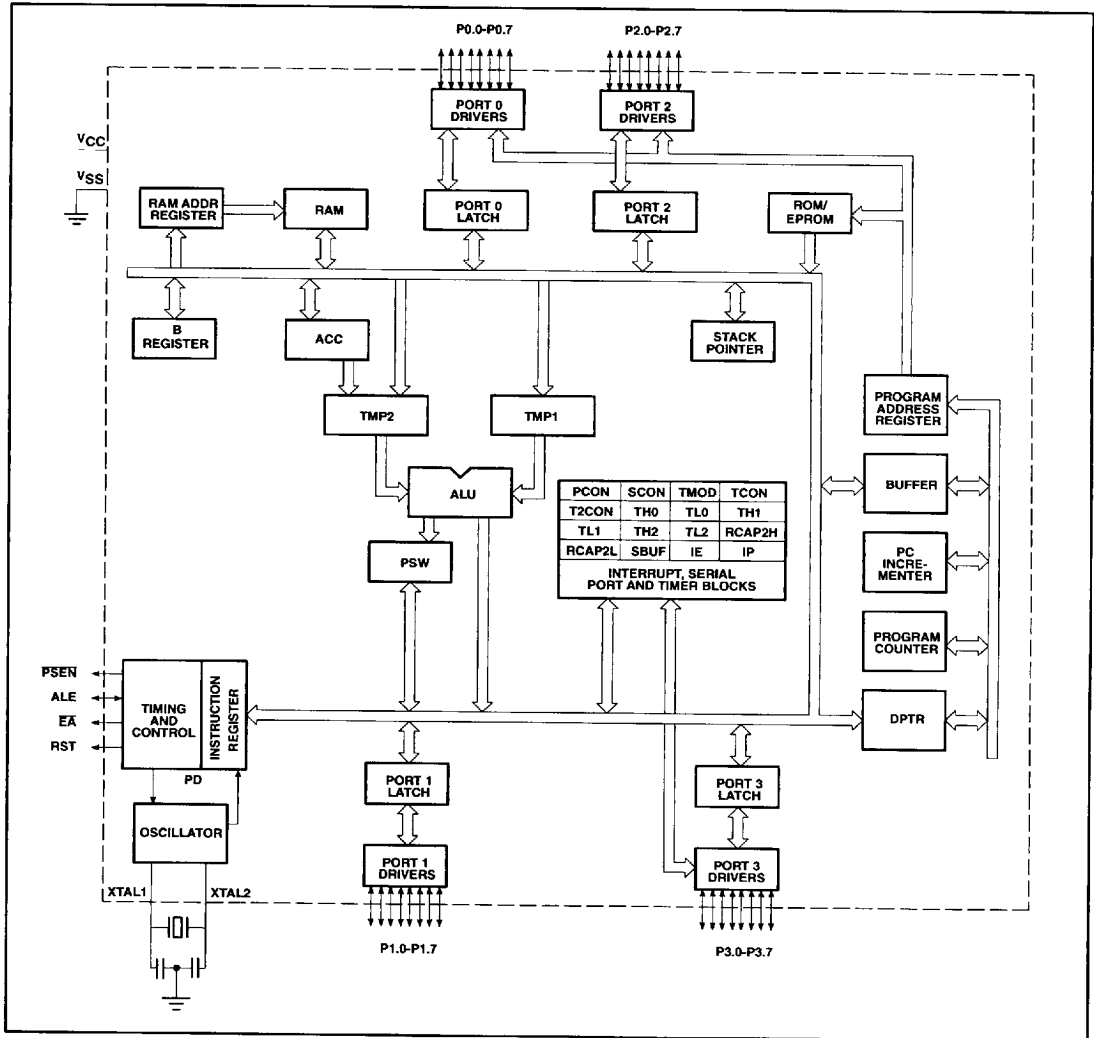 P0.0-P0.7
P2.0-P2.7
PORT 0
DRIVERS
PORT 2
DRIVERS
VCC
VSS
RAM ADDR
REGISTER
RAM
PORT 0
LATCH
PORT 2
LATCH
ROM/
EPROM
B
REGISTER
ACC
STACK
POINTER
TMP2
TMP1
PROGRAM
ADDRESS
REGISTER
ALU
BUFFER
PCON SCON TMOD TCON
T2CON TH0 TL0 TH1
TL1 TH2 TL2 RCAP2H
RCAP2L SBUF IE IP
INTERRUPT, SERIAL
PORT AND TIMER BLOCKS
PSW
PC
INCRE-
MENTER
PROGRAM
COUNTER
PSEN
ALE
EA
RST
TIMING
AND
CONTROL
INSTRUCTION
REGISTER
DPTR
PD
PORT 1
LATCH
PORT 3
LATCH
OSCILLATOR
PORT 1
DRIVERS
PORT 3
DRIVERS
XTAL1
XTAL2
P1.0-P1.7
P3.0-P3.7